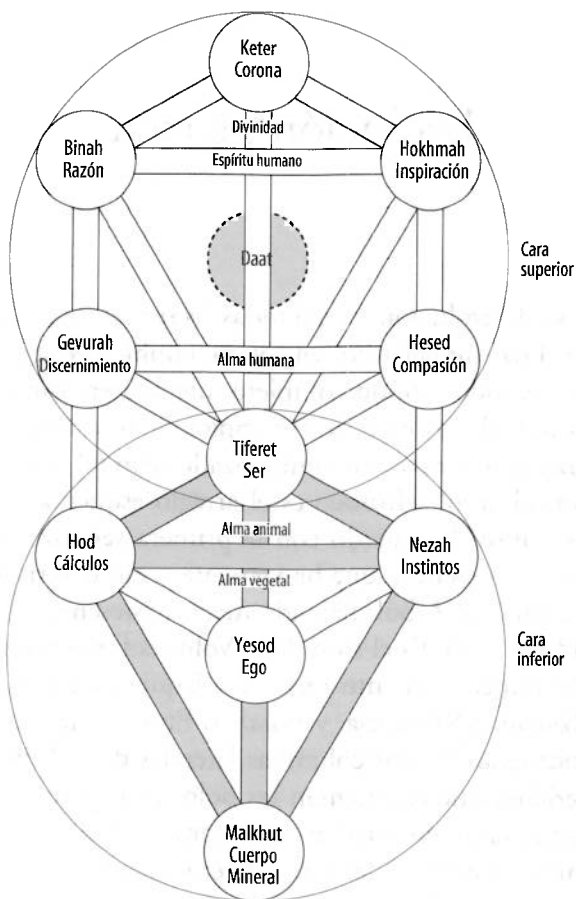 Keter
Corona
Divinidad
Binah
Razón
Espíritu humano
Hokhmah
Inspiración
Daat
Cara
superior
Gevurah
Discernimiento
Alma humana
Hesed
Compasión
Tiferet
Ser
Alma animal
Hod
Cálculos
Nezah
Instintos
Alma vegetal
Yesod
Ego
Cara
inferior
Malkhut
Cuerpo
Mineral